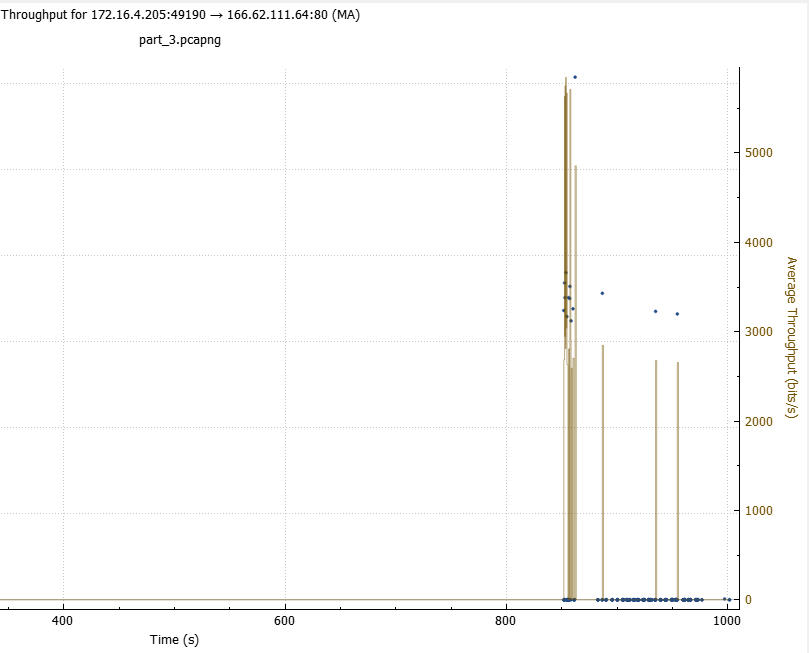 Throughput for 172.16.4.205:49190 → 166.62.111.64:80 (MA)
part_3.pcapng
5000
4000
3000
2000
1000
0
Average Throughput (bits/s)
400
600
800
1000
Time (s)